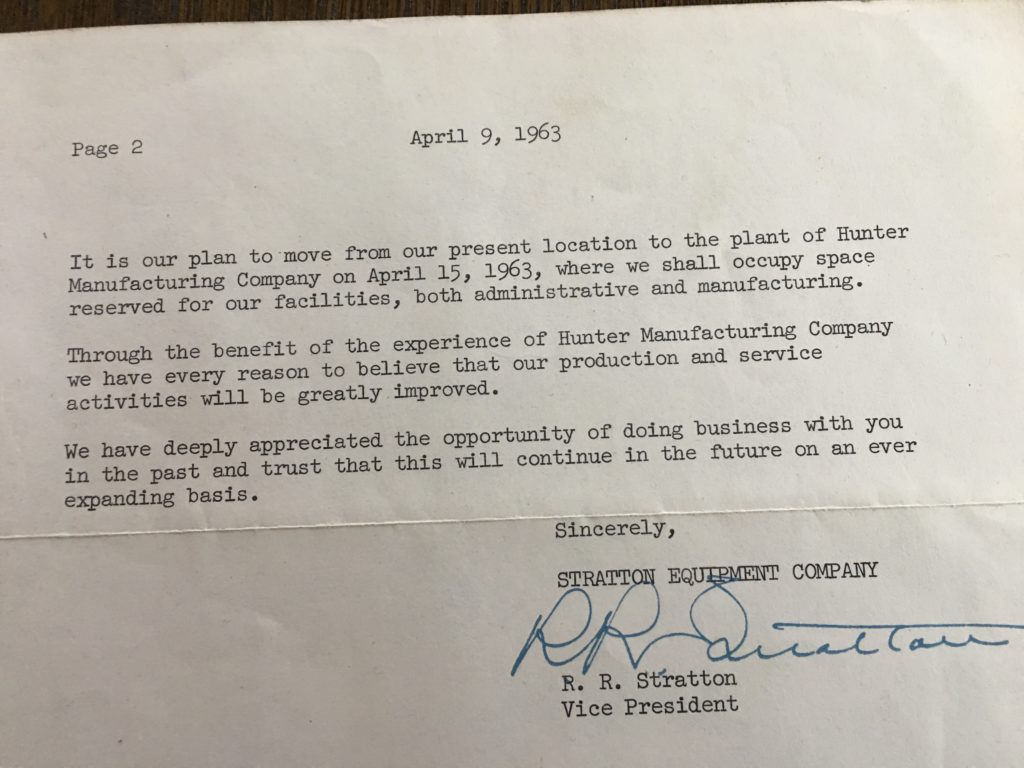 Page 2 April 9, 1963
It is our plan to move from our present location to the plant of Hunter
Manufacturing Company on April 15, 1963, where we shall occupy space
reserved for our facilities, both administrative and manufacturing.
Through the benefit of the experience of Hunter Manufacturing Company
we have every reason to believe that our production and service
activities will be greatly improved.
We have deeply appreciated the opportunity of doing business with you
in the past and trust that this will continue in the future on an ever
expanding basis.
Sincerely,
STRATTON EQUIPMENT COMPANY
RR Stratton
R. R. Stratton
Vice President